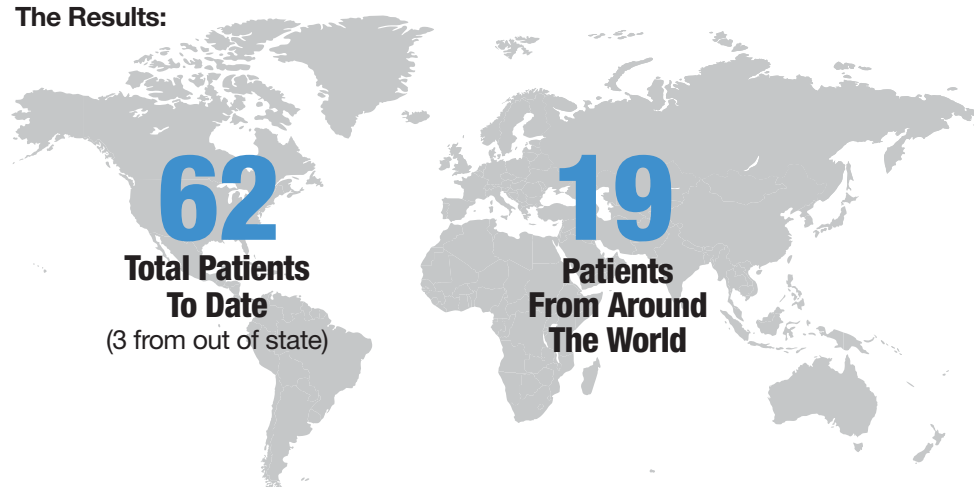 The Results:
62
Total Patients
To Date
(3 from out of state)
19
Patients
From Around
The World